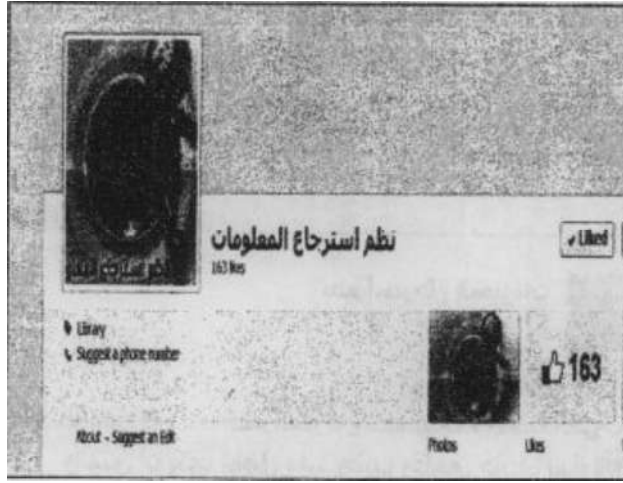 نظم استرجاع المعلومات
163 likes
Liked
Library
Suggest a phone number
163
About – Suggest an Edit
Photos
Likes